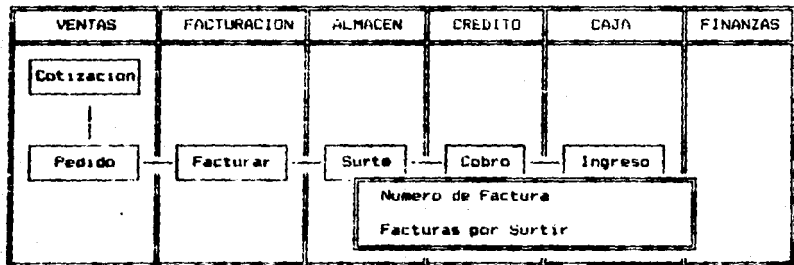 VENTAS FACTURACION ALMACEN CREDITO CAJA FINANZAS
Cotizacion
Pedido Facturar Surte Cobro Ingreso
Numero de Factura
Facturas por Surtir